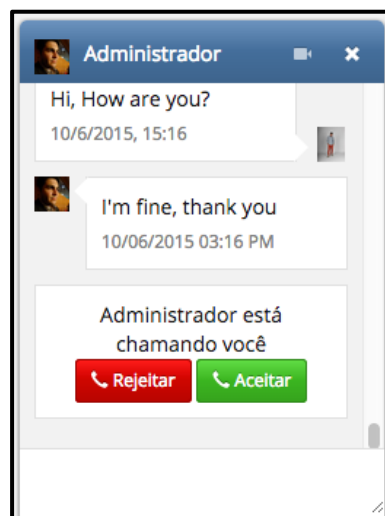 Administrador
Hi, How are you?
10/6/2015, 15:16
I'm fine, thank you
10/06/2015 03:16 PM
Administrador está
chamando você
Rejeitar Aceitar